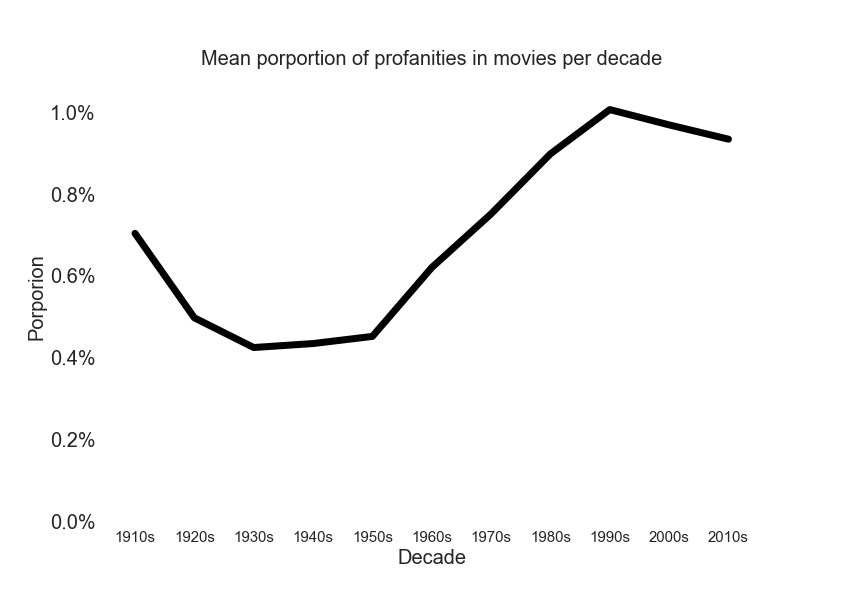 Mean porportion of profanities in movies per decade
1.0%
0.8%
0.6%
0.4%
0.2%
0.0%
Porporion
1910s 1920s 1930s 1940s 1950s 1960s 1970s 1980s 1990s 2000s 2010s
Decade